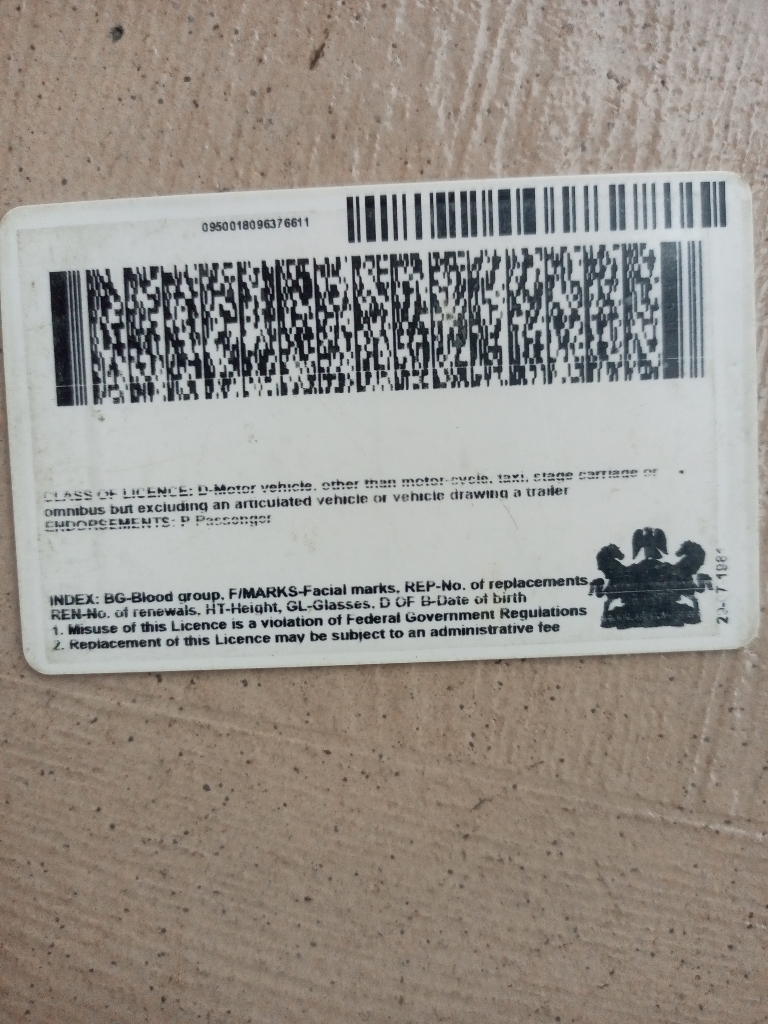 0950018096376611
CLASS OF LICENCE: D-Motor vehicle, other than motor-cycle, taxi, stage carriage or
omnibus but excluding an articulated vehicle or vehicle drawing a trailer
ENDORSEMENTS: P Passenger
INDEX: BG-Blood group, F/MARKS-Facial marks, REP-No. of replacements
REN-No. of renewals, HT-Height, GL-Glasses, D OF B-Date of birth
1. Misuse of this Licence is a violation of Federal Government Regulations
2. Replacement of this Licence may be subject to an administrative fee